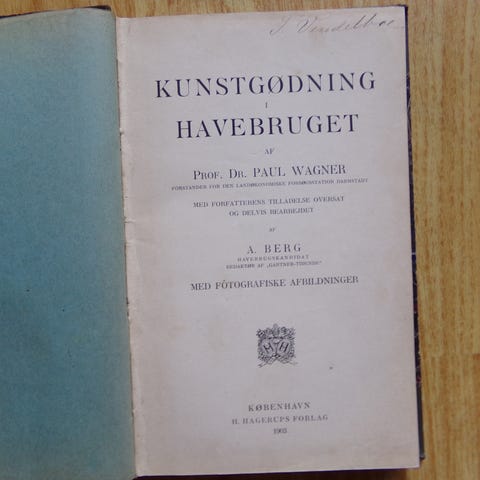 KUNSTGØDNING
I
HAVEBRUGET
AF
PROF. DR. PAUL WAGNER
FORSTANDER FOR DEN LANDØKONOMISKE FORSØGSSTATION DARMSTADT
MED FORFATTERENS TILLADELSE OVERSAT
OG DELVIS BEARBEJDET
AF
A. BERG
HAVEBRUGSKANDIDAT
REDAKTØR AF „GARTNER-TIDENDE“
MED FOTOGRAFISKE AFBILDNINGER
H H
KØBENHAVN
H. HAGERUPS FORLAG
1903